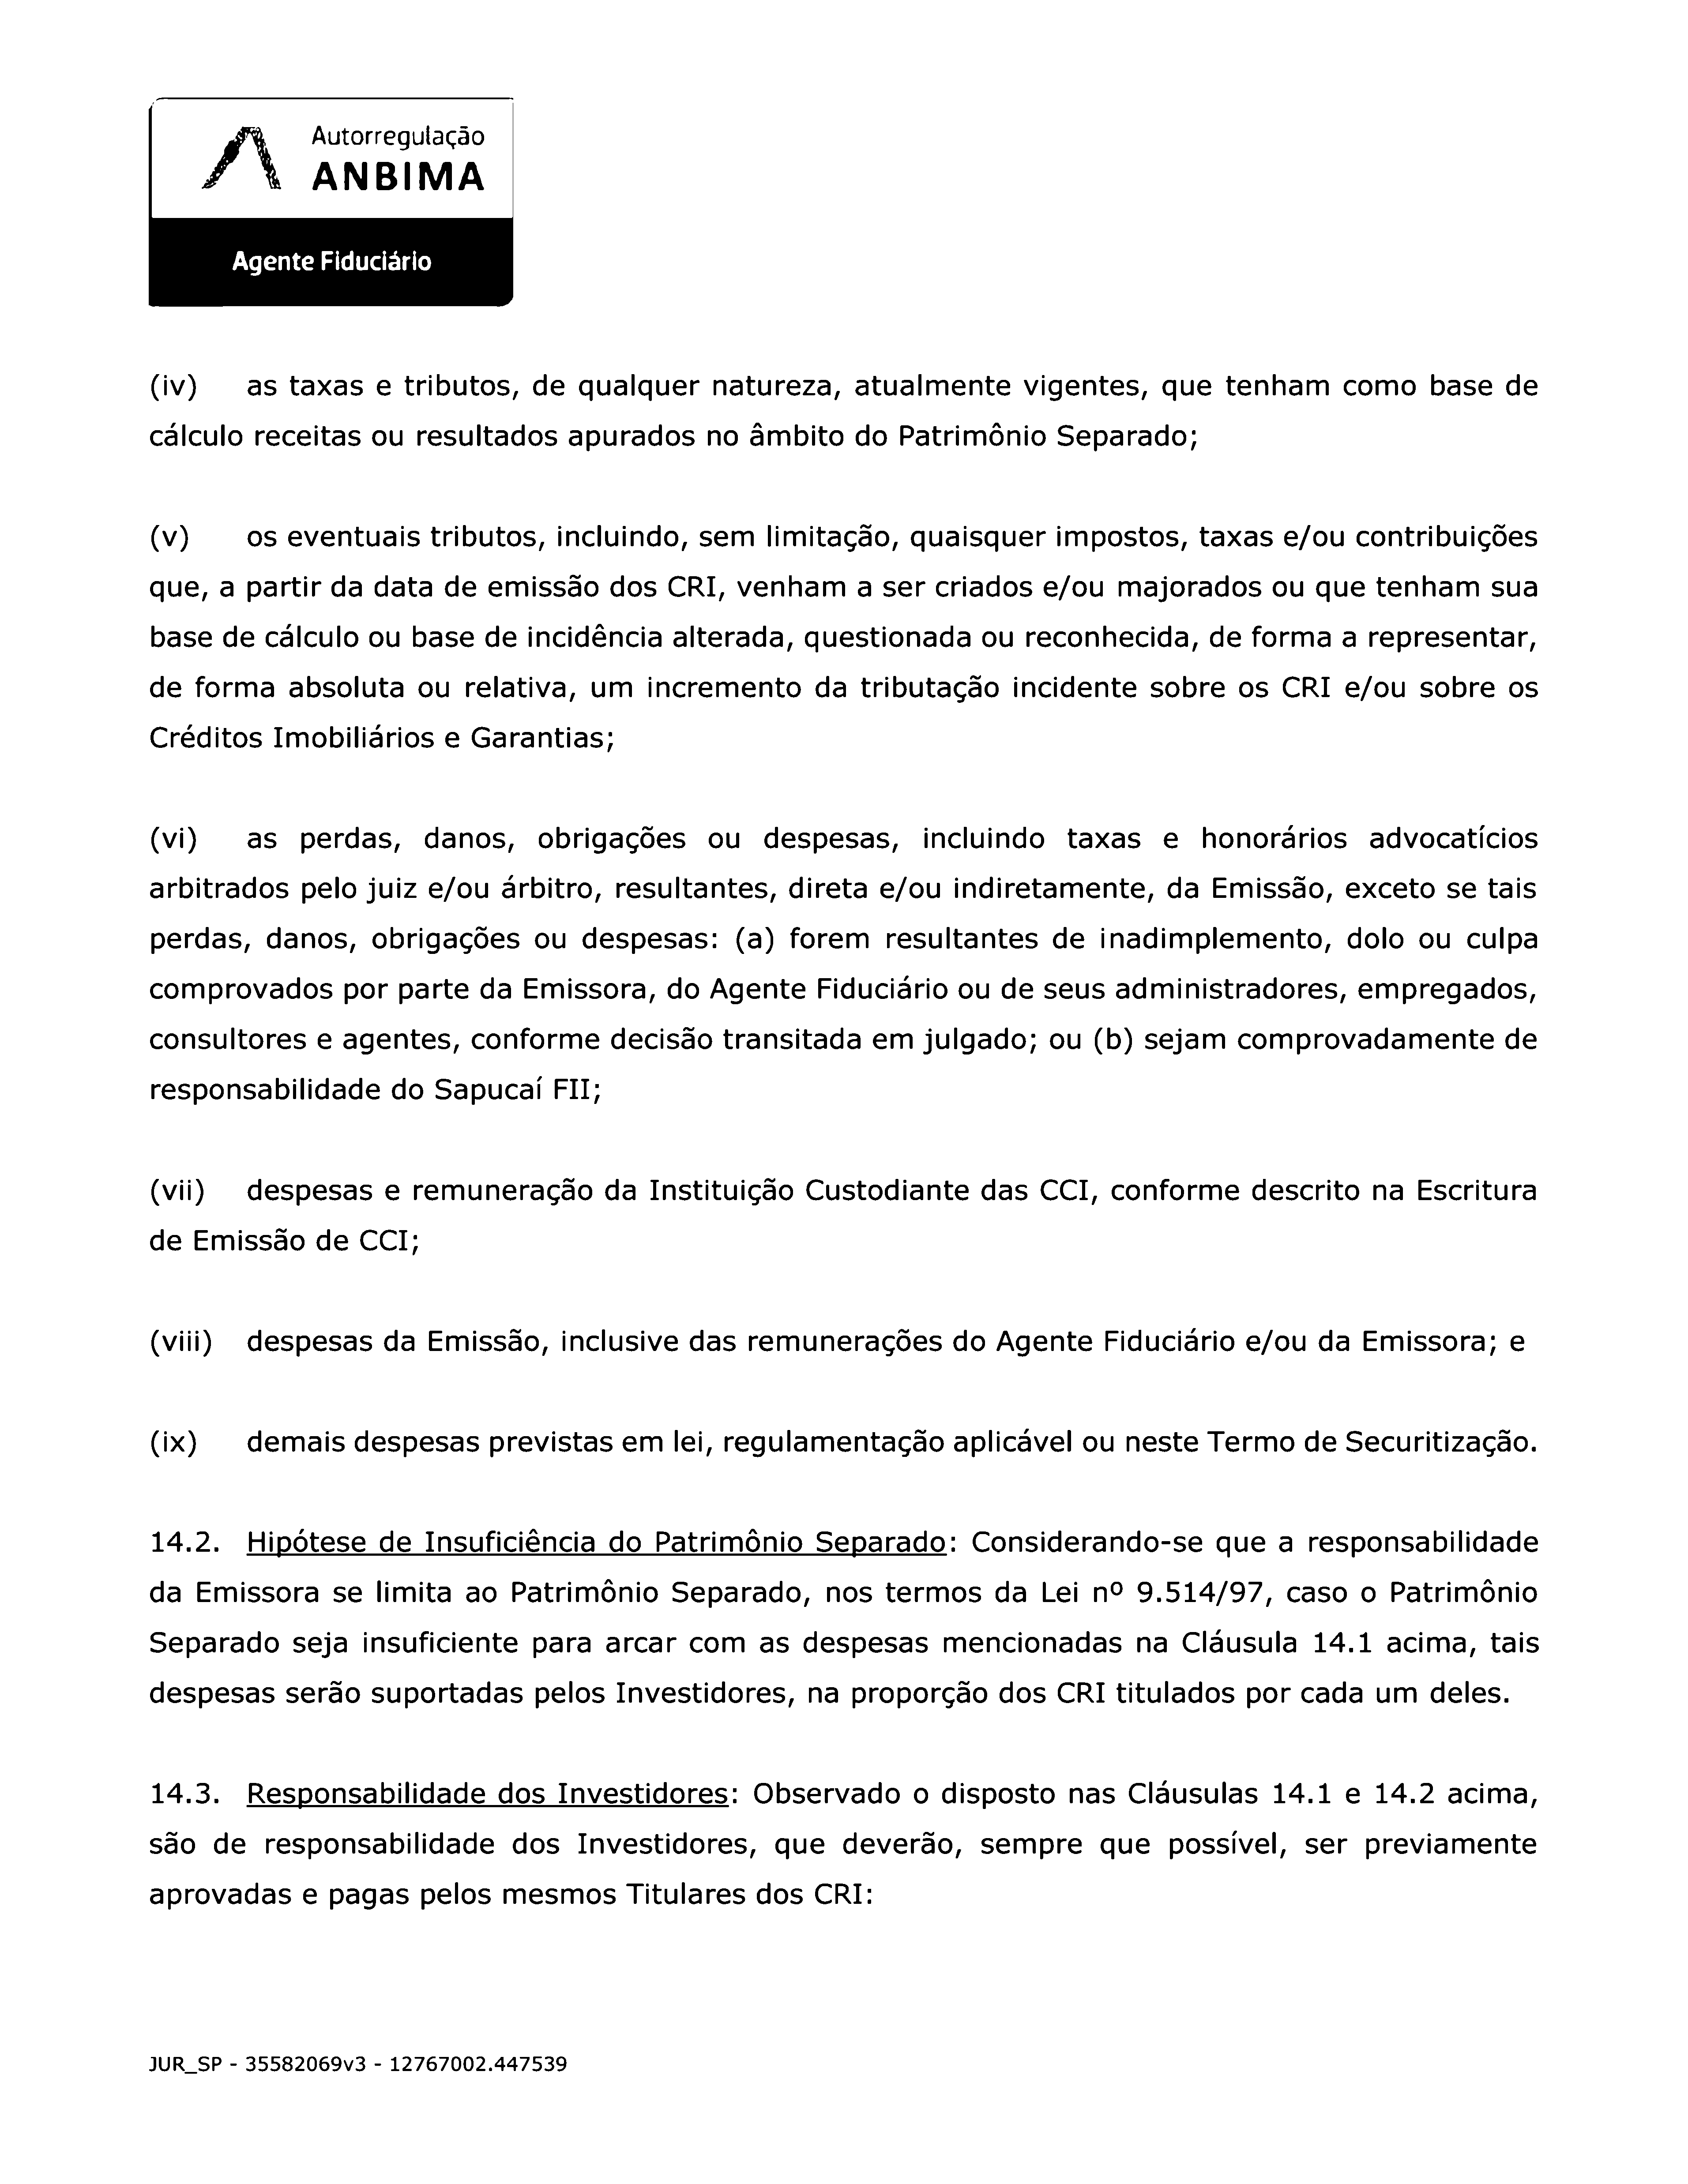 Autorregulação
ANBIMA
Agente Fiduciário
(iv) as taxas e tributos, de qualquer natureza, atualmente vigentes, que tenham como base de
cálculo receitas ou resultados apurados no âmbito do Patrimônio Separado;
(v) os eventuais tributos, incluindo, sem limitação, quaisquer impostos, taxas e/ou contribuições
que, a partir da data de emissão dos CRI, venham a ser criados e/ou majorados ou que tenham sua
base de cálculo ou base de incidência alterada, questionada ou reconhecida, de forma a representar,
de forma absoluta ou relativa, um incremento da tributação incidente sobre os CRI e/ou sobre os
Créditos Imobiliários e Garantias;
(vi) as perdas, danos, obrigações ou despesas, incluindo taxas e honorários advocatícios
arbitrados pelo juiz e/ou árbitro, resultantes, direta e/ou indiretamente, da Emissão, exceto se tais
perdas, danos, obrigações ou despesas: (a) forem resultantes de inadimplemento, dolo ou culpa
comprovados por parte da Emissora, do Agente Fiduciário ou de seus administradores, empregados,
consultores e agentes, conforme decisão transitada em julgado; ou (b) sejam comprovadamente de
responsabilidade do Sapucaí FII;
(vii) despesas e remuneração da Instituição Custodiante das CCI, conforme descrito na Escritura
de Emissão de CCI;
(viii) despesas da Emissão, inclusive das remunerações do Agente Fiduciário e/ou da Emissora; e
(ix) demais despesas previstas em lei, regulamentação aplicável ou neste Termo de Securitização.
14.2. Hipótese de Insuficiência do Patrimônio Separado: Considerando-se que a responsabilidade
da Emissora se limita ao Patrimônio Separado, nos termos da Lei nº 9.514/97, caso o Patrimônio
Separado seja insuficiente para arcar com as despesas mencionadas na Cláusula 14.1 acima, tais
despesas serão suportadas pelos Investidores, na proporção dos CRI titulados por cada um deles.
14.3. Responsabilidade dos Investidores: Observado o disposto nas Cláusulas 14.1 e 14.2 acima,
são de responsabilidade dos Investidores, que deverão, sempre que possível, ser previamente
aprovadas e pagas pelos mesmos Titulares dos CRI:
JUR_SP - 35582069v3 - 12767002.447539